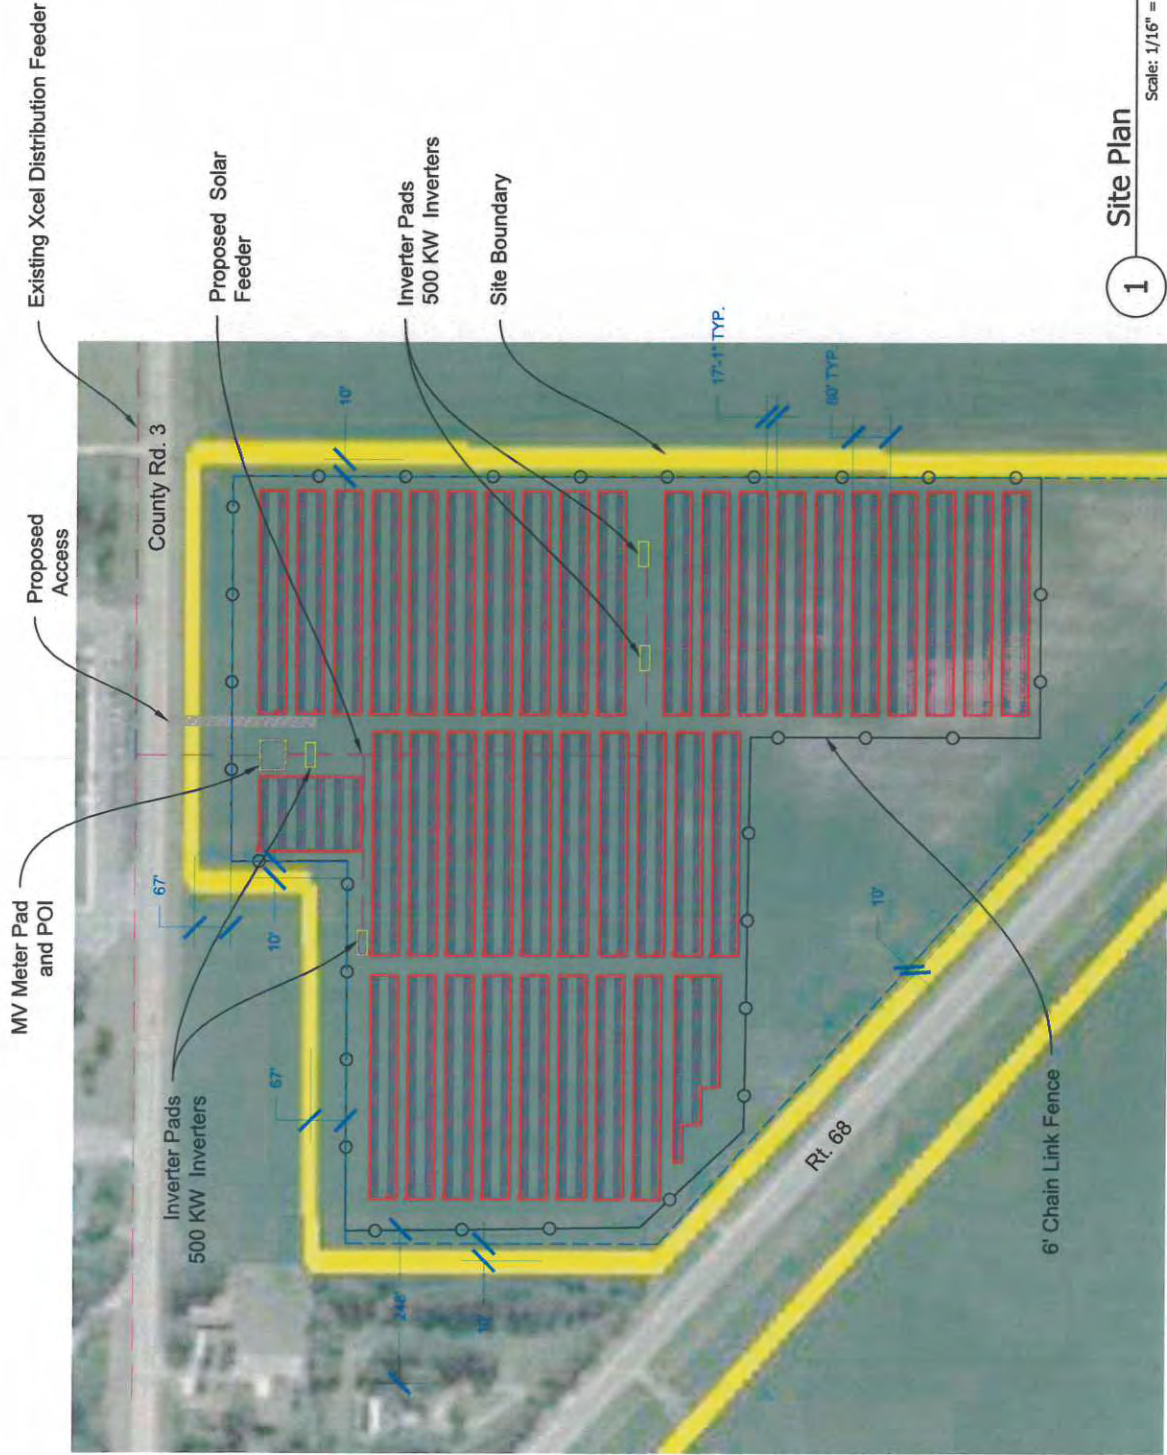 MV Meter Pad
and POI
Proposed
Access
Existing Xcel Distribution Feeder
County Rd. 3
67'
Inverter Pads
500 KW Inverters
Proposed Solar
Feeder
10'
67'
10'
Inverter Pads
500 KW Inverters
10'
Site Boundary
17'-1" TYP.
80' TYP.
Rt. 68
10'
6' Chain Link Fence
1
Site Plan
Scale: 1/16" =